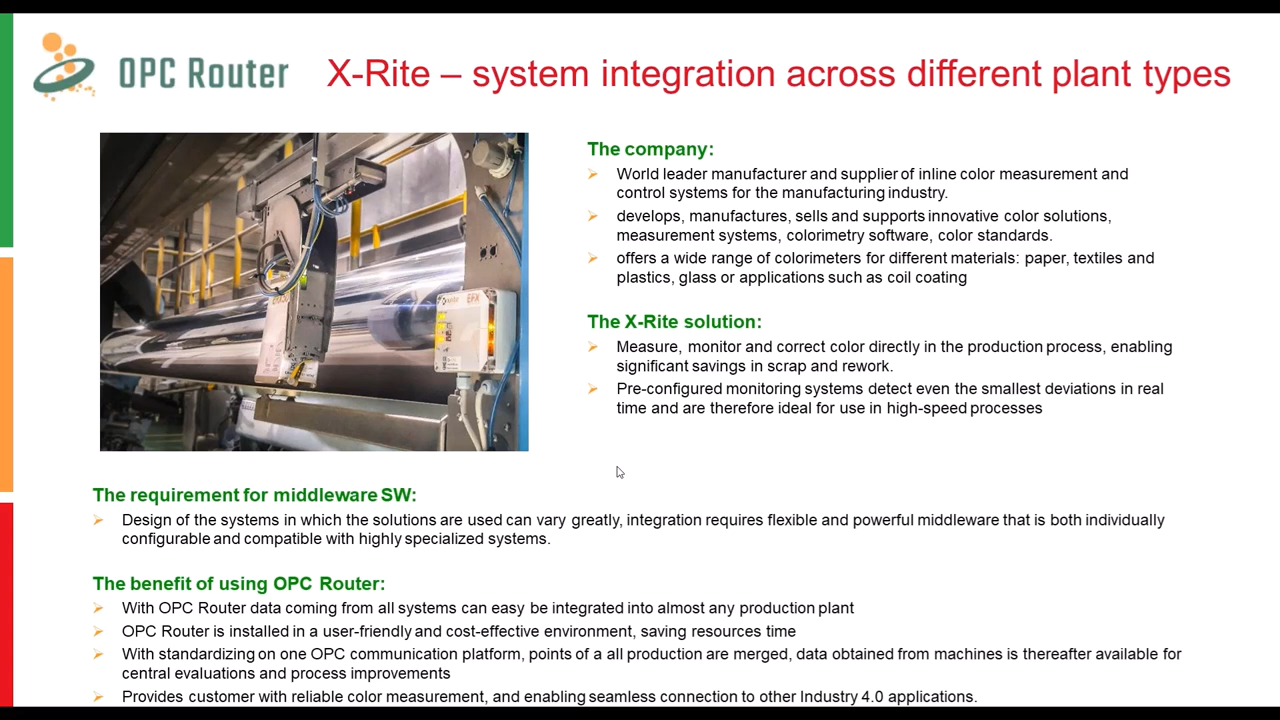 OPC Router
X-Rite – system integration across different plant types
The company:
World leader manufacturer and supplier of inline color measurement and
control systems for the manufacturing industry.
develops, manufactures, sells and supports innovative color solutions,
measurement systems, colorimetry software, color standards.
offers a wide range of colorimeters for different materials: paper, textiles and
plastics, glass or applications such as coil coating
The X-Rite solution:
Measure, monitor and correct color directly in the production process, enabling
significant savings in scrap and rework.
Pre-configured monitoring systems detect even the smallest deviations in real
time and are therefore ideal for use in high-speed processes
The requirement for middleware SW:
Design of the systems in which the solutions are used can vary greatly, integration requires flexible and powerful middleware that is both individually
configurable and compatible with highly specialized systems.
The benefit of using OPC Router:
With OPC Router data coming from all systems can easy be integrated into almost any production plant
OPC Router is installed in a user-friendly and cost-effective environment, saving resources time
With standardizing on one OPC communication platform, points of a all production are merged, data obtained from machines is thereafter available for
central evaluations and process improvements
Provides customer with reliable color measurement, and enabling seamless connection to other Industry 4.0 applications.